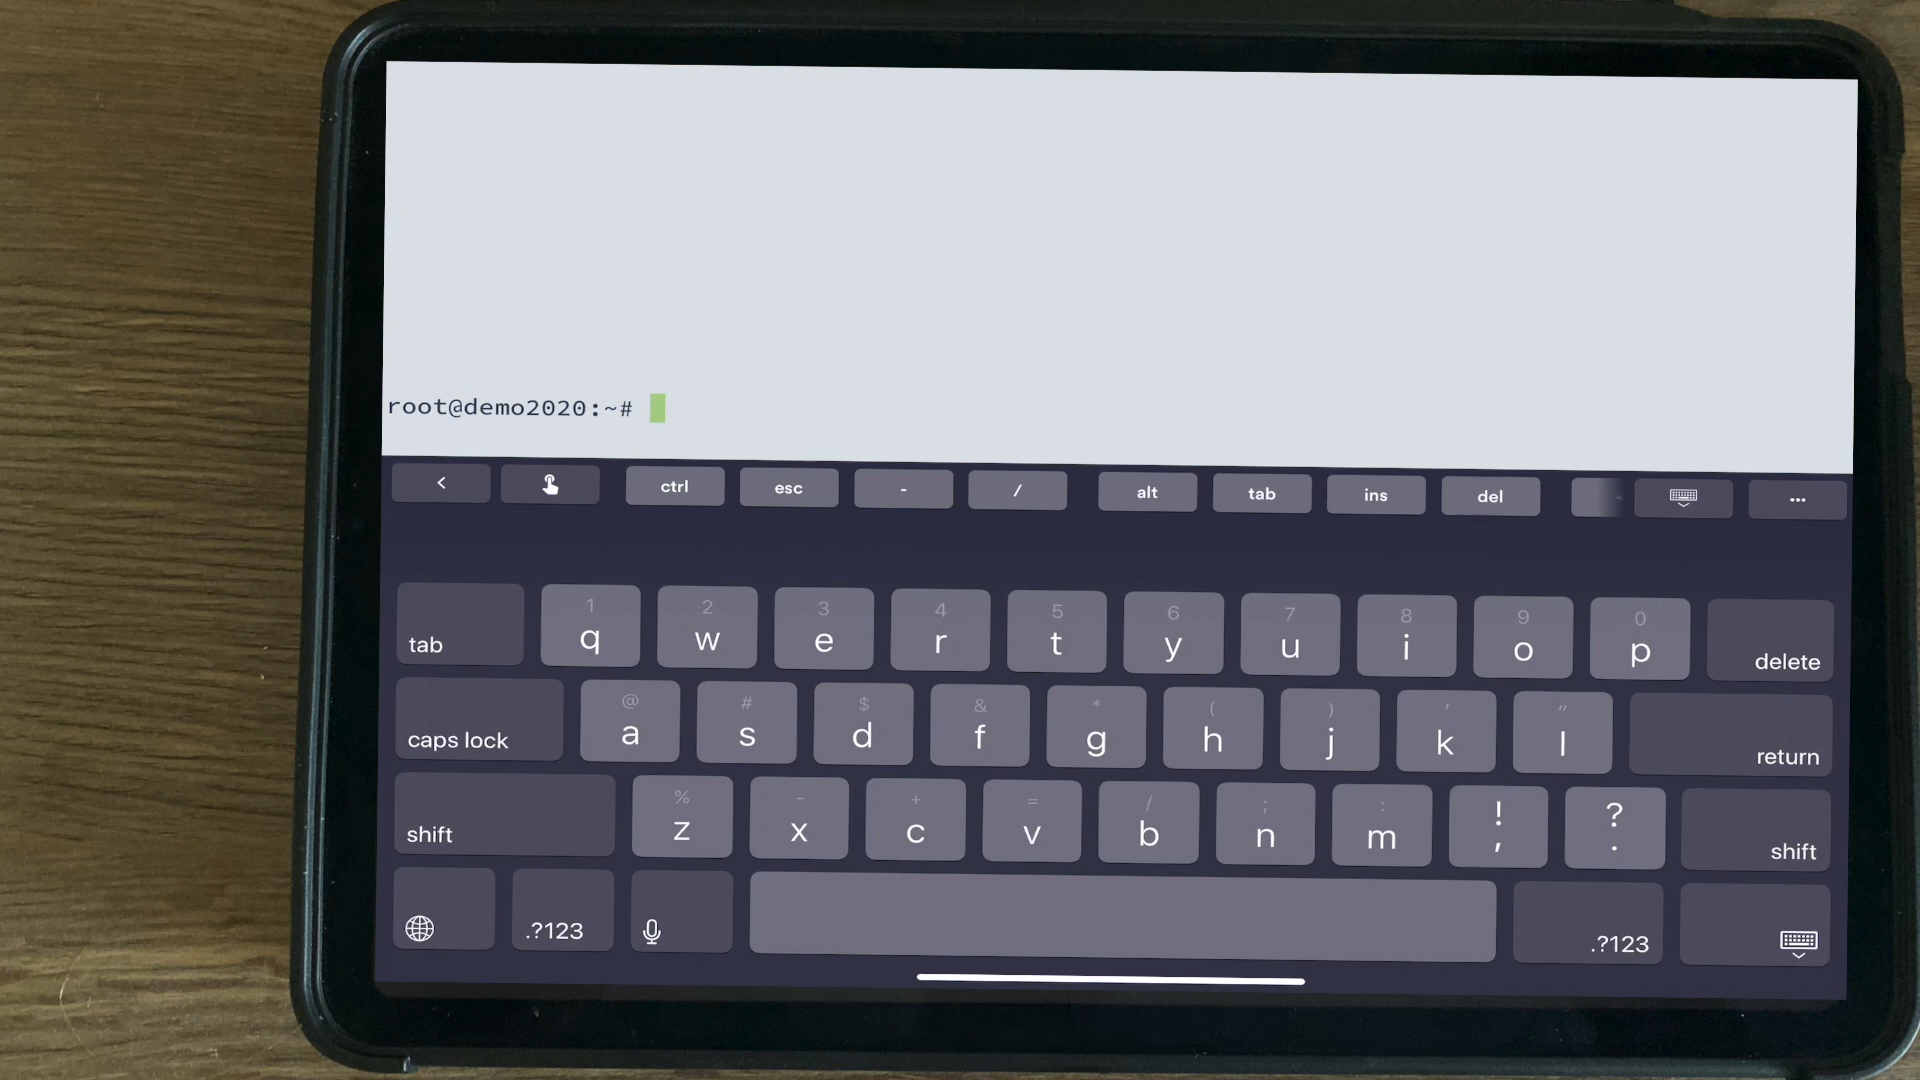 root@demo2020:~#
< ctrl esc - / alt tab ins del ...
1 2 3 4 5 6 7 8 9 0
tab q w e r t y u i o p delete
@ # $ & * ( ) ' "
caps lock a s d f g h j k l return
% - + = / ; : ! ?
shift z x c v b n m , . shift
.?123 .?123